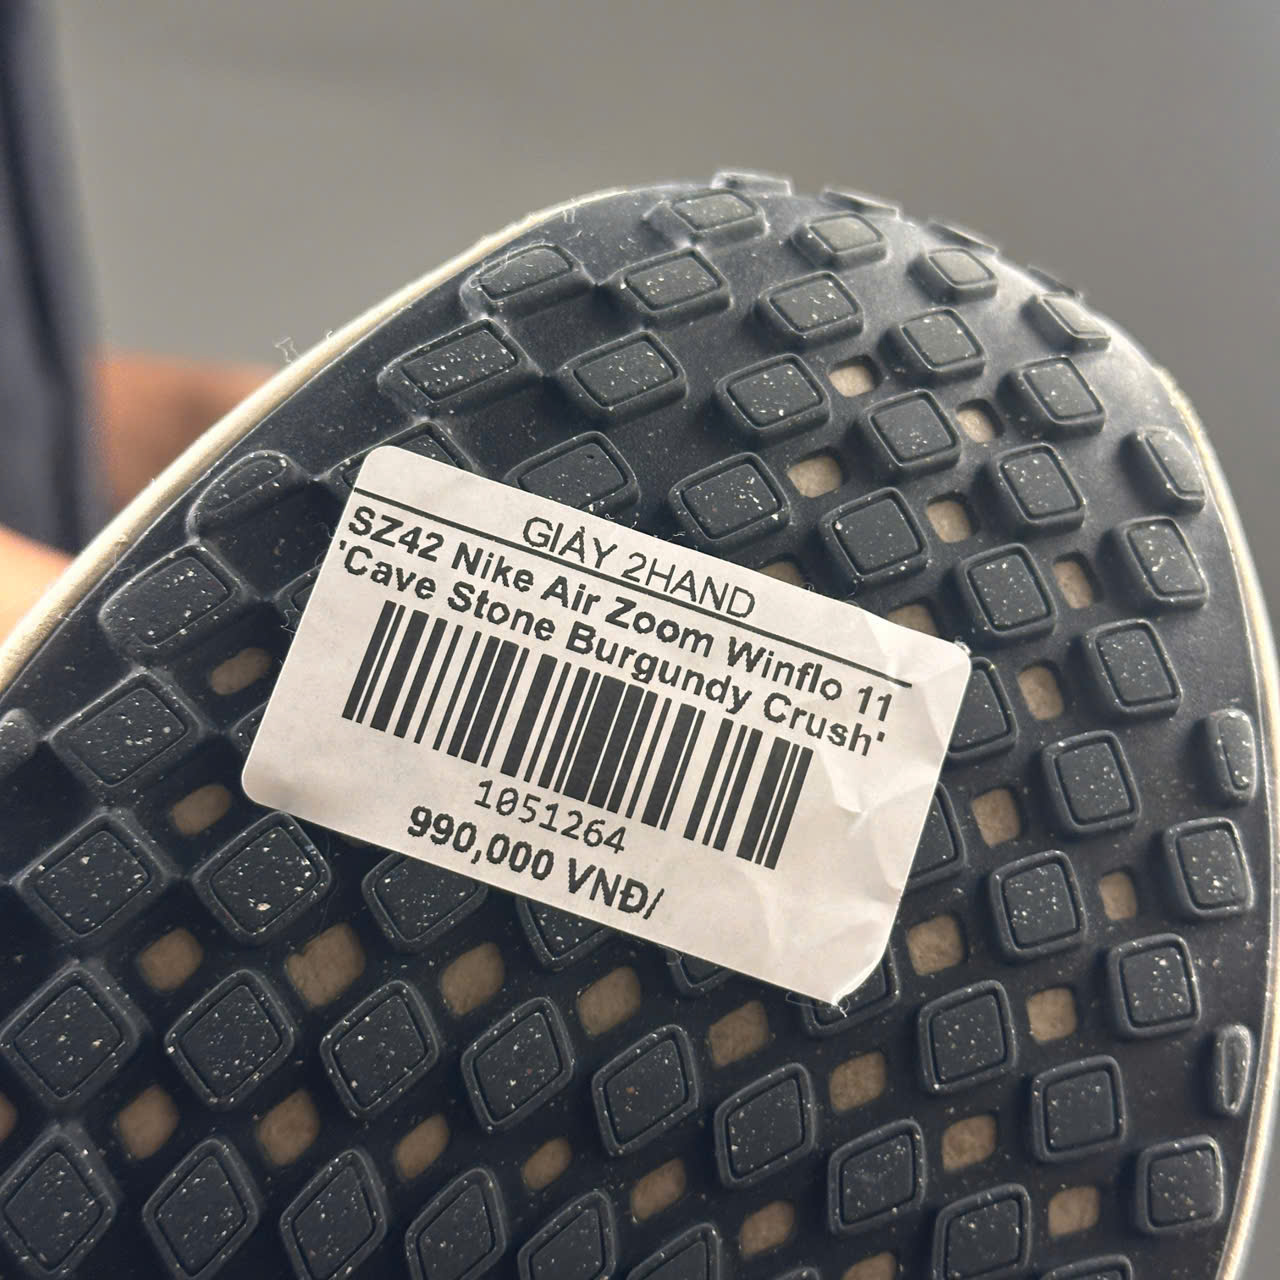 GIÀY 2HAND
SZ42 Nike Air Zoom Winflo 11
'Cave Stone Burgundy Crush'
1051264
990,000 VNĐ/